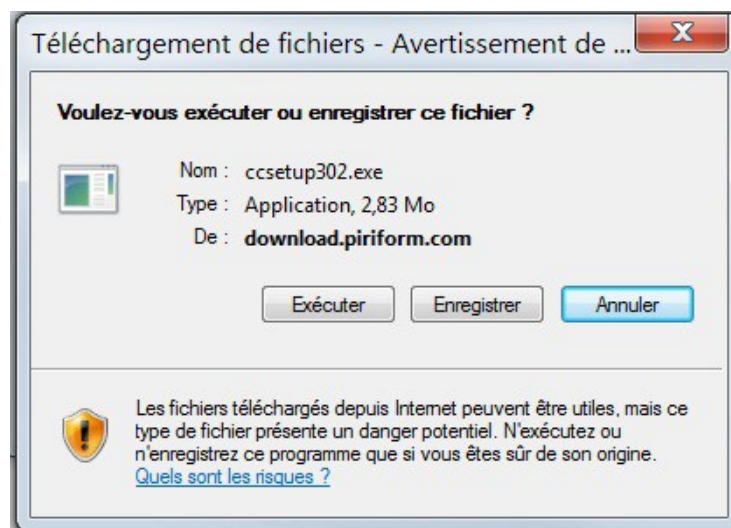 Téléchargement de fichiers - Avertissement de ...
Voulez-vous exécuter ou enregistrer ce fichier ?
Nom : ccsetup302.exe
Type : Application, 2,83 Mo
De : download.piriform.com
Exécuter Enregistrer Annuler
Les fichiers téléchargés depuis Internet peuvent être utiles, mais ce
type de fichier présente un danger potentiel. N'exécutez ou
n'enregistrez ce programme que si vous êtes sûr de son origine.
Quels sont les risques ?